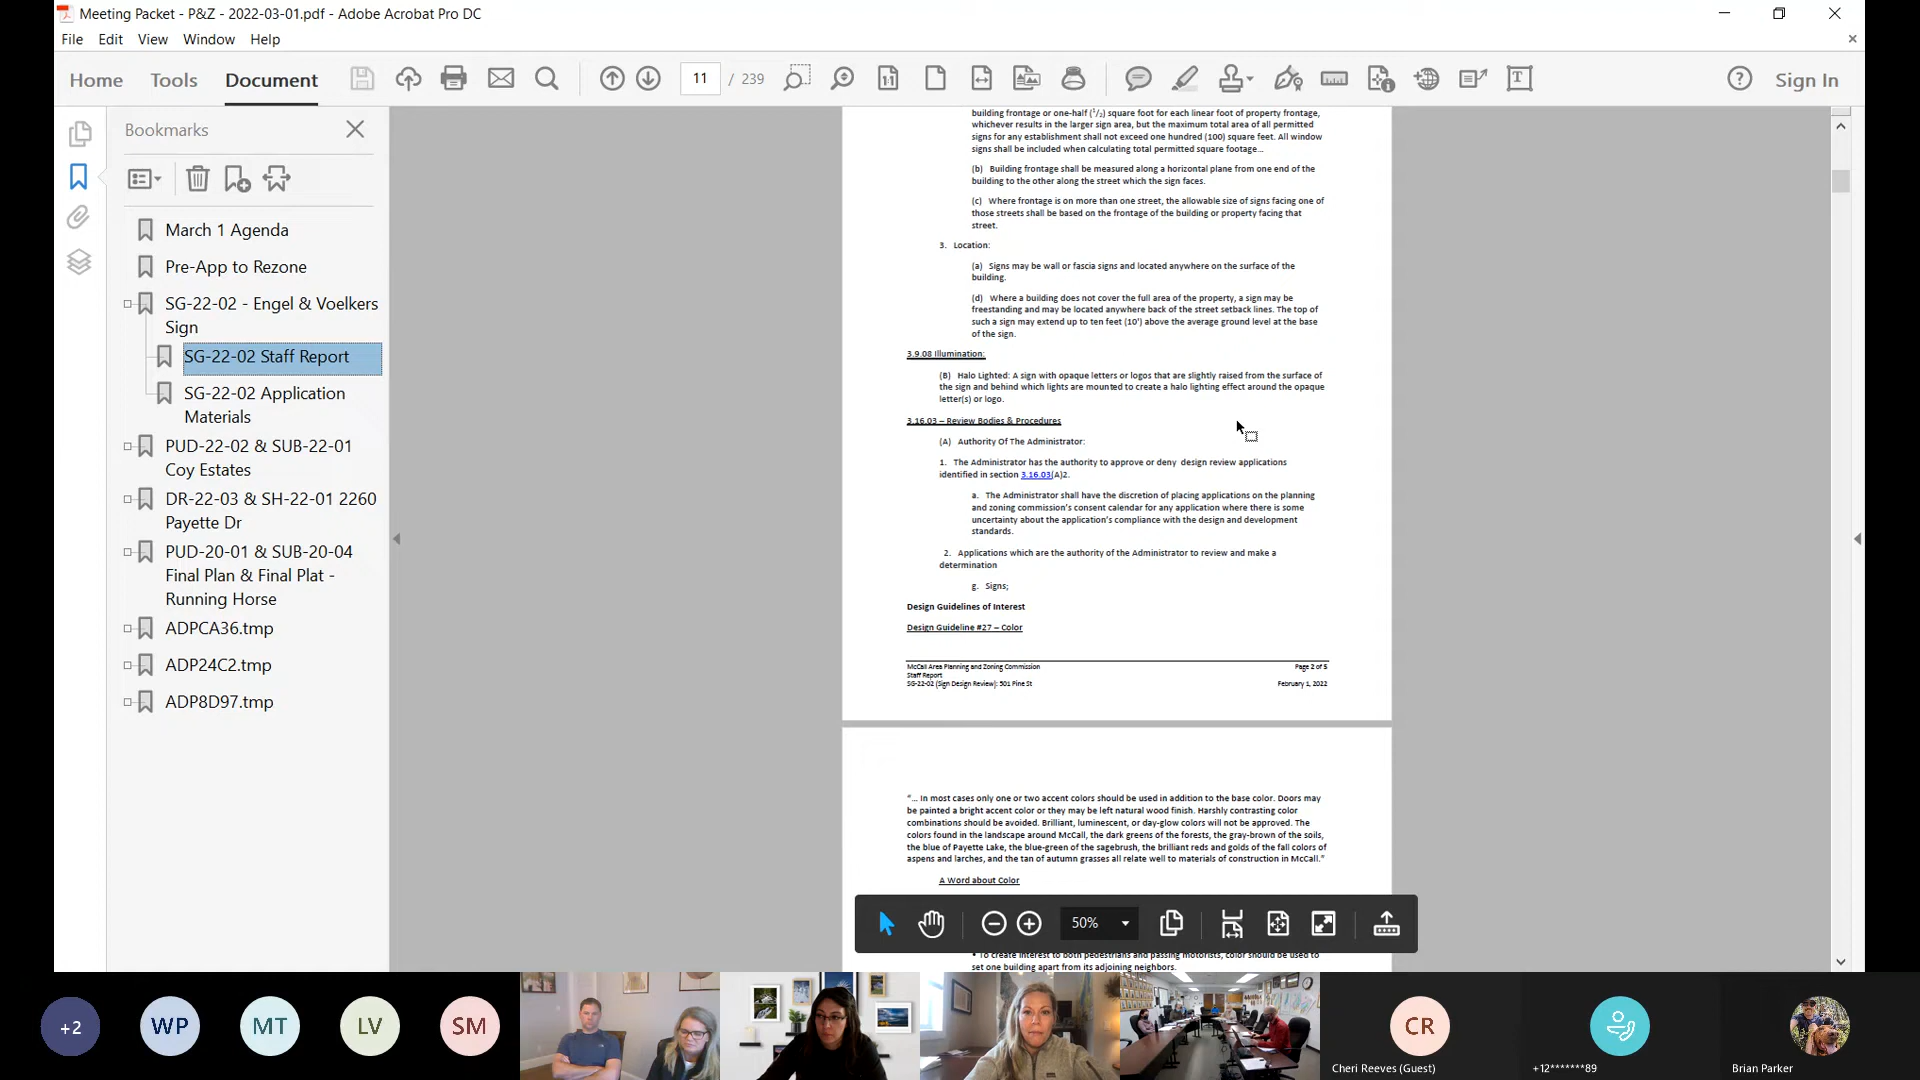 Meeting Packet - P&Z - 2022-03-01.pdf - Adobe Acrobat Pro DC
File Edit View Window Help
Home Tools Document 11 / 239 Sign In
Bookmarks
March 1 Agenda
Pre-App to Rezone
SG-22-02 - Engel & Voelkers
Sign
SG-22-02 Staff Report
SG-22-02 Application
Materials
PUD-22-02 & SUB-22-01
Coy Estates
DR-22-03 & SH-22-01 2260
Payette Dr
PUD-20-01 & SUB-20-04
Final Plan & Final Plat -
Running Horse
ADPCA36.tmp
ADP24C2.tmp
ADP8D97.tmp
building frontage or one-half (1/2) square foot for each linear foot of property frontage,
whichever results in the larger sign area, but the maximum total area of all permitted
signs for any establishment shall not exceed one hundred (100) square feet. All window
signs shall be included when calculating total permitted square footage...
(b) Building frontage shall be measured along a horizontal plane from one end of the
building to the other along the street which the sign faces.
(c) Where frontage is on more than one street, the allowable size of signs facing one of
those streets shall be based on the frontage of the building or property facing that
street.
3. Location:
(a) Signs may be wall or fascia signs and located anywhere on the surface of the
building.
(d) Where a building does not cover the full area of the property, a sign may be
freestanding and may be located anywhere back of the street setback lines. The top of
such a sign may extend up to ten feet (10') above the average ground level at the base
of the sign.
3.9.08 Illumination:
(B) Halo Lighted: A sign with opaque letters or logos that are slightly raised from the surface of
the sign and behind which lights are mounted to create a halo lighting effect around the opaque
letter(s) or logo.
3.16.03 – Review Bodies & Procedures
(A) Authority Of The Administrator:
1. The Administrator has the authority to approve or deny design review applications
identified in section 3.16.03(A)2.
a. The Administrator shall have the discretion of placing applications on the planning
and zoning commission's consent calendar for any application where there is some
uncertainty about the application's compliance with the design and development
standards.
2. Applications which are the authority of the Administrator to review and make a
determination
g. Signs;
Design Guidelines of Interest
Design Guideline #27 – Color
McCall Area Planning and Zoning Commission Page 2 of 5
Staff Report
SG-22-02 (Sign Design Review): 501 Pine St February 1, 2022
"... In most cases only one or two accent colors should be used in addition to the base color. Doors may
be painted a bright accent color or they may be left natural wood finish. Harshly contrasting color
combinations should be avoided. Brilliant, luminescent, or day-glow colors will not be approved. The
colors found in the landscape around McCall, the dark greens of the forests, the gray-brown of the soils,
the blue of Payette Lake, the blue-green of the sagebrush, the brilliant reds and golds of the fall colors of
aspens and larches, and the tan of autumn grasses all relate well to materials of construction in McCall."
A Word about Color
50%
• To create interest to both pedestrians and passing motorists, color should be used to
set one building apart from its adjoining neighbors.
+2 WP MT LV SM CR
Cheri Reeves (Guest) +12*******89 Brian Parker